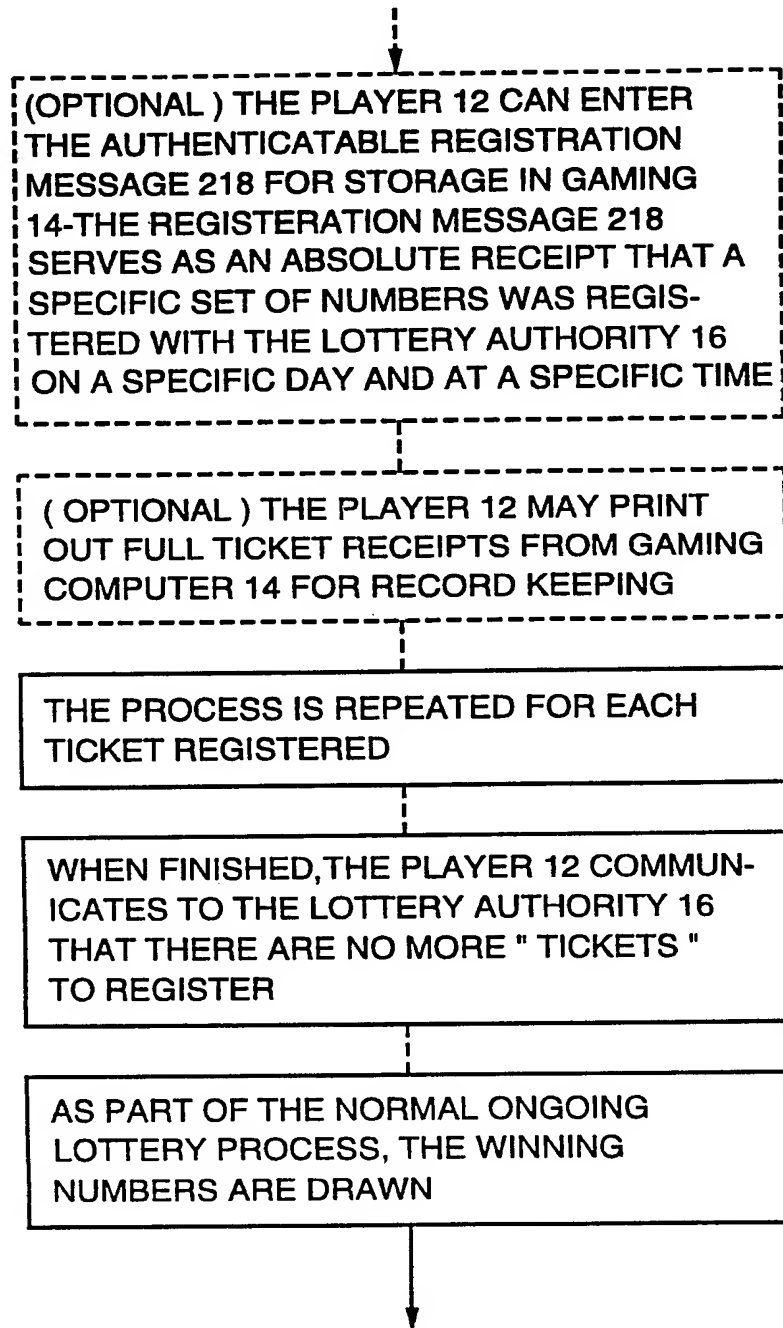 (OPTIONAL ) THE PLAYER 12 CAN ENTER
THE AUTHENTICATABLE REGISTRATION
MESSAGE 218 FOR STORAGE IN GAMING
14-THE REGISTERATION MESSAGE 218
SERVES AS AN ABSOLUTE RECEIPT THAT A
SPECIFIC SET OF NUMBERS WAS REGIS-
TERED WITH THE LOTTERY AUTHORITY 16
ON A SPECIFIC DAY AND AT A SPECIFIC TIME
( OPTIONAL ) THE PLAYER 12 MAY PRINT
OUT FULL TICKET RECEIPTS FROM GAMING
COMPUTER 14 FOR RECORD KEEPING
THE PROCESS IS REPEATED FOR EACH
TICKET REGISTERED
WHEN FINISHED,THE PLAYER 12 COMMUN-
ICATES TO THE LOTTERY AUTHORITY 16
THAT THERE ARE NO MORE " TICKETS "
TO REGISTER
AS PART OF THE NORMAL ONGOING
LOTTERY PROCESS, THE WINNING
NUMBERS ARE DRAWN